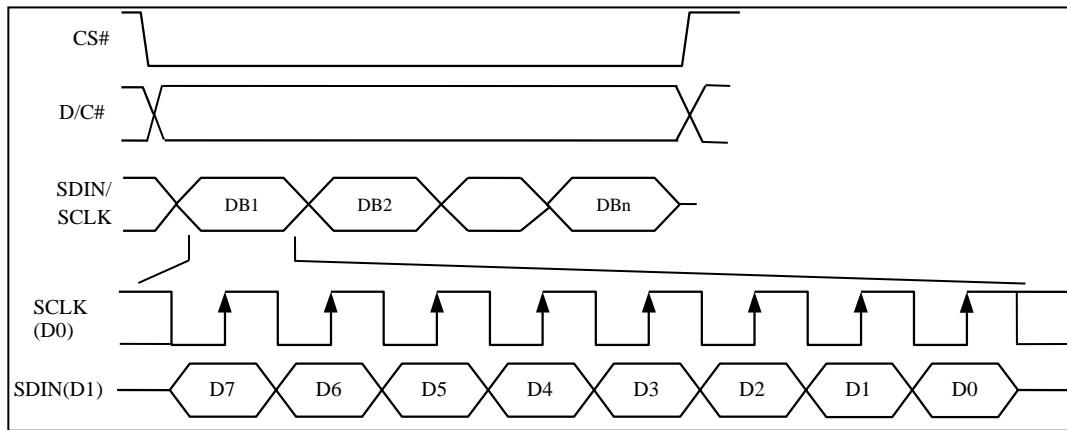 CS#
D/C#
SDIN/
SCLK
DB1 DB2 DBn
SCLK
(D0)
SDIN(D1) D7 D6 D5 D4 D3 D2 D1 D0